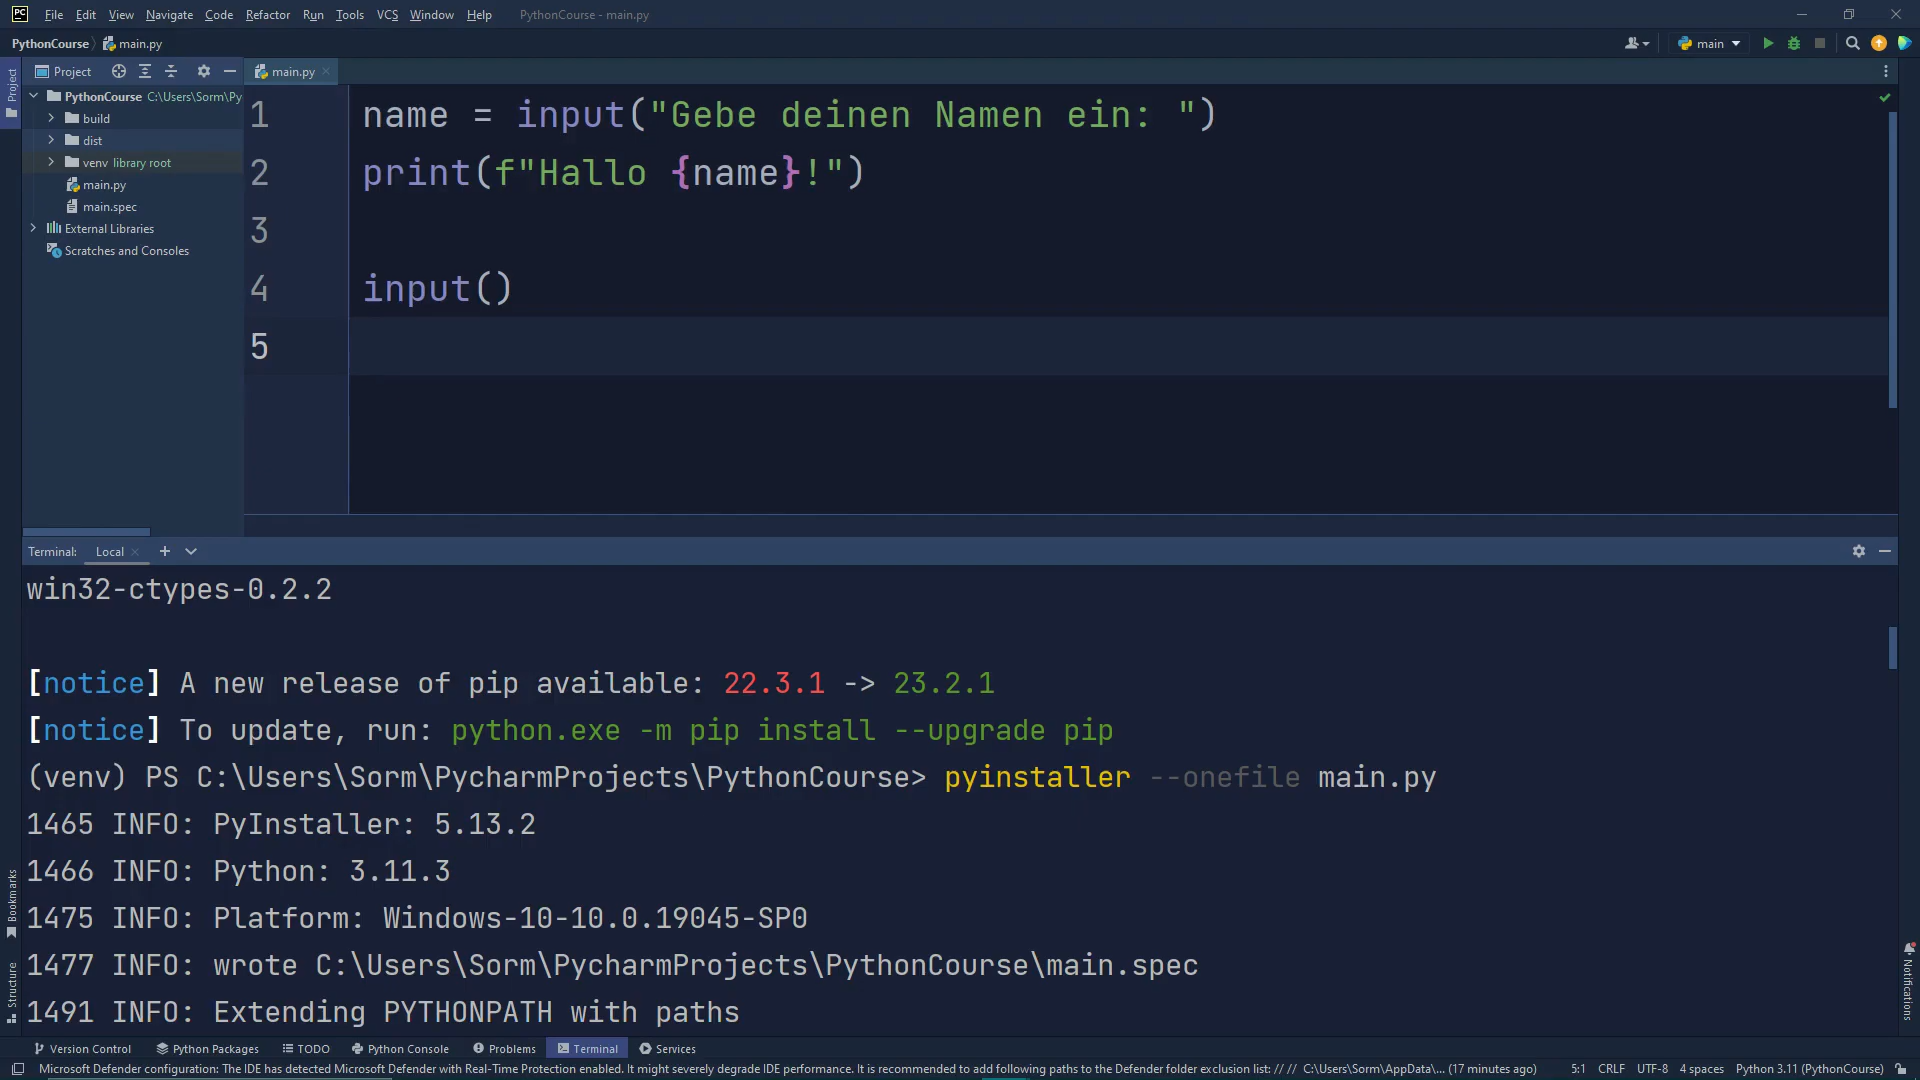 PC File Edit View Navigate Code Refactor Run Tools VCS Window Help PythonCourse - main.py
PythonCourse main.py main
Project
Project main.py
PythonCourse C:\Users\Sorm\Py
build
dist
venv library root
main.py
main.spec
External Libraries
Scratches and Consoles
1 name = input("Gebe deinen Namen ein: ")
2 print(f"Hallo {name}!")
3
4 input()
5
Terminal: Local
win32-ctypes-0.2.2
[notice] A new release of pip available: 22.3.1 -> 23.2.1
[notice] To update, run: python.exe -m pip install --upgrade pip
(venv) PS C:\Users\Sorm\PycharmProjects\PythonCourse> pyinstaller --onefile main.py
1465 INFO: PyInstaller: 5.13.2
1466 INFO: Python: 3.11.3
1475 INFO: Platform: Windows-10-10.0.19045-SP0
1477 INFO: wrote C:\Users\Sorm\PycharmProjects\PythonCourse\main.spec
1491 INFO: Extending PYTHONPATH with paths
Bookmarks
Structure
Notifications
Version Control Python Packages TODO Python Console Problems Terminal Services
Microsoft Defender configuration: The IDE has detected Microsoft Defender with Real-Time Protection enabled. It might severely degrade IDE performance. It is recommended to add following paths to the Defender folder exclusion list: // // C:\Users\Sorm\AppData\... (17 minutes ago) 5:1 CRLF UTF-8 4 spaces Python 3.11 (PythonCourse)